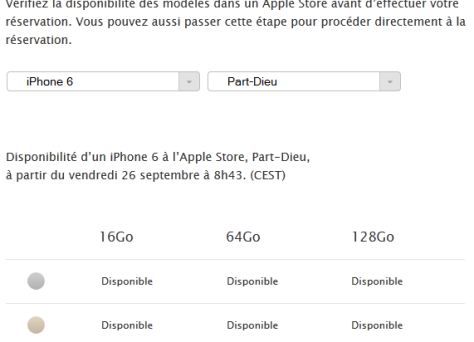 Vérifiez la disponibilité des modèles dans un Apple Store avant d'effectuer votre
réservation. Vous pouvez aussi passer cette étape pour procéder directement à la
réservation.
iPhone 6 Part-Dieu
Disponibilité d'un iPhone 6 à l'Apple Store, Part-Dieu,
à partir du vendredi 26 septembre à 8h43. (CEST)
16Go 64Go 128Go
Disponible Disponible Disponible
Disponible Disponible Disponible